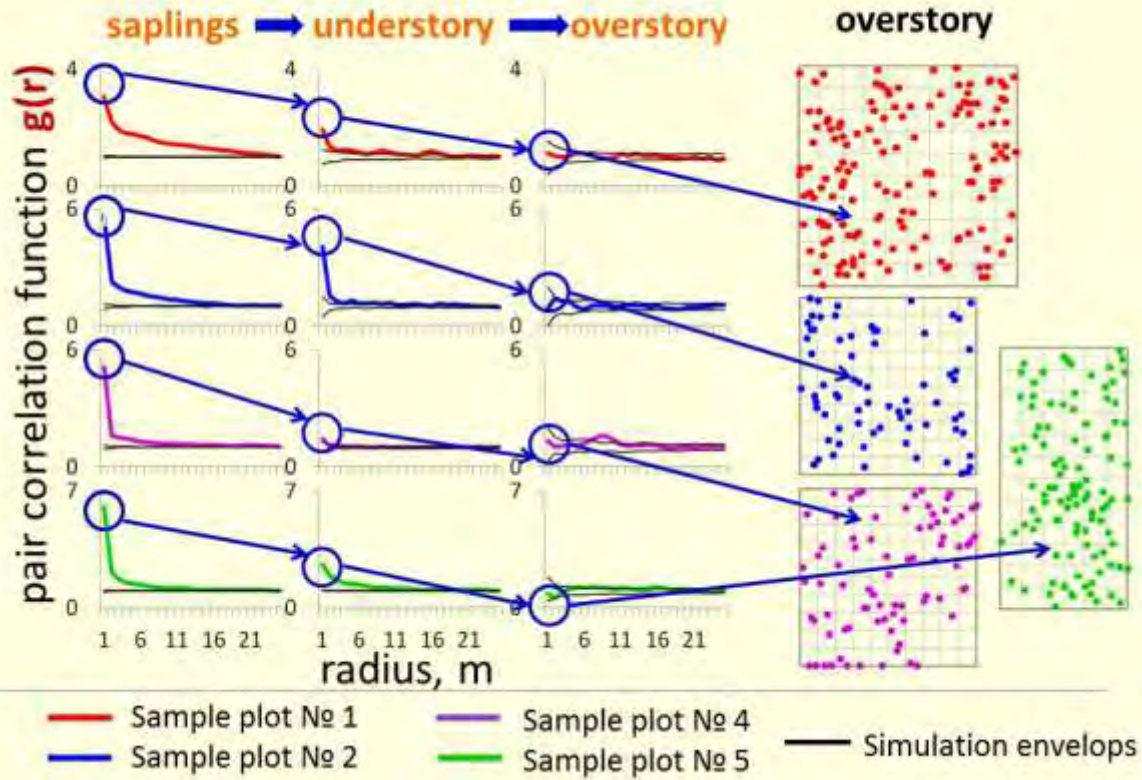 saplings understory overstory overstory
pair correlation function g(r)
4 4
0 0 0
6 6 6
0 0 0
6 6
0 0 0
7 7
0 0 0
1 6 11 16 21 1 6 11 16 21 1 6 11 16 21
radius, m
Sample plot № 1 Sample plot № 4
Simulation envelops
Sample plot № 2 Sample plot № 5